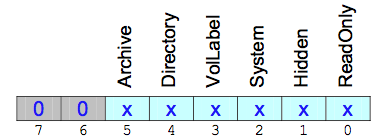 Archive Directory VolLabel System Hidden ReadOnly
0 0 x x x x x x
7 6 5 4 3 2 1 0